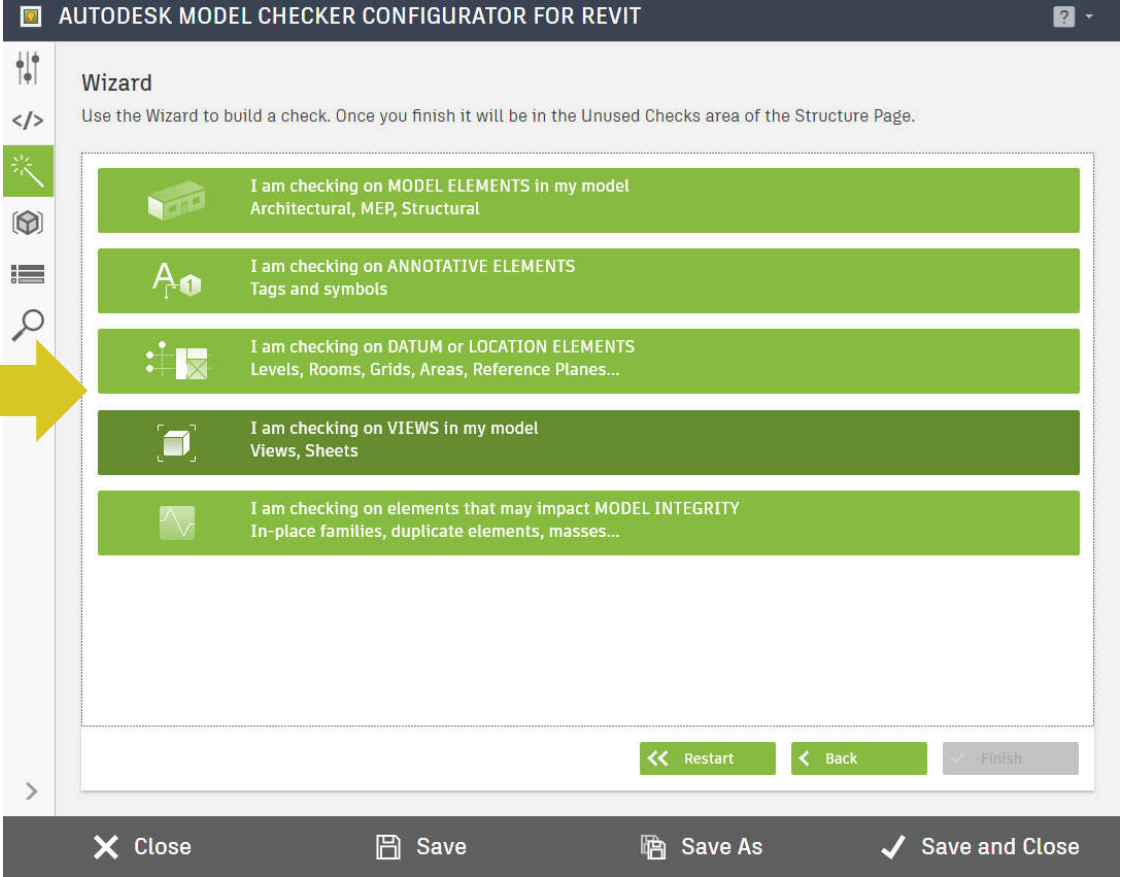 AUTODESK MODEL CHECKER CONFIGURATOR FOR REVIT
?
Wizard
</>
Use the Wizard to build a check. Once you finish it will be in the Unused Checks area of the Structure Page.
I am checking on MODEL ELEMENTS in my model
Architectural, MEP, Structural
A
1
I am checking on ANNOTATIVE ELEMENTS
Tags and symbols
I am checking on DATUM or LOCATION ELEMENTS
Levels, Rooms, Grids, Areas, Reference Planes...
I am checking on VIEWS in my model
Views, Sheets
I am checking on elements that may impact MODEL INTEGRITY
In-place families, duplicate elements, masses...
Restart
Back
Finish
Close
Save
Save As
Save and Close